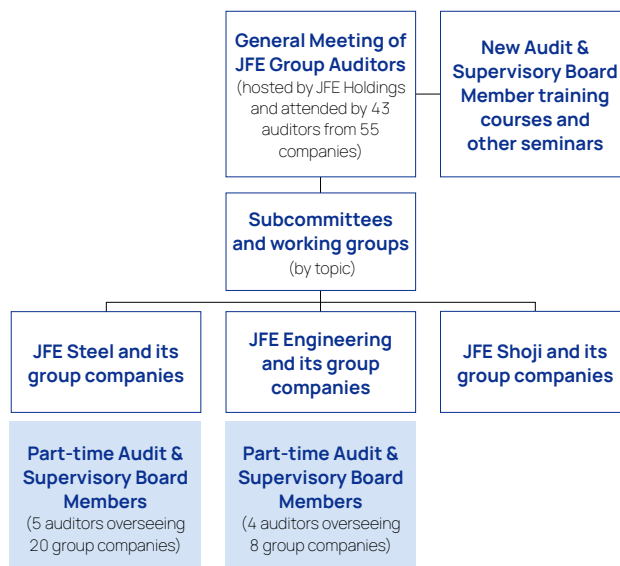 General Meeting of
JFE Group Auditors
(hosted by JFE Holdings
and attended by 43
auditors from 55
companies)
New Audit &
Supervisory Board
Member training
courses and
other seminars
Subcommittees
and working groups
(by topic)
JFE Steel and its
group companies
JFE Engineering
and its group
companies
JFE Shoji and its
group companies
Part-time Audit &
Supervisory Board
Members
(5 auditors overseeing
20 group companies)
Part-time Audit &
Supervisory Board
Members
(4 auditors overseeing
8 group companies)